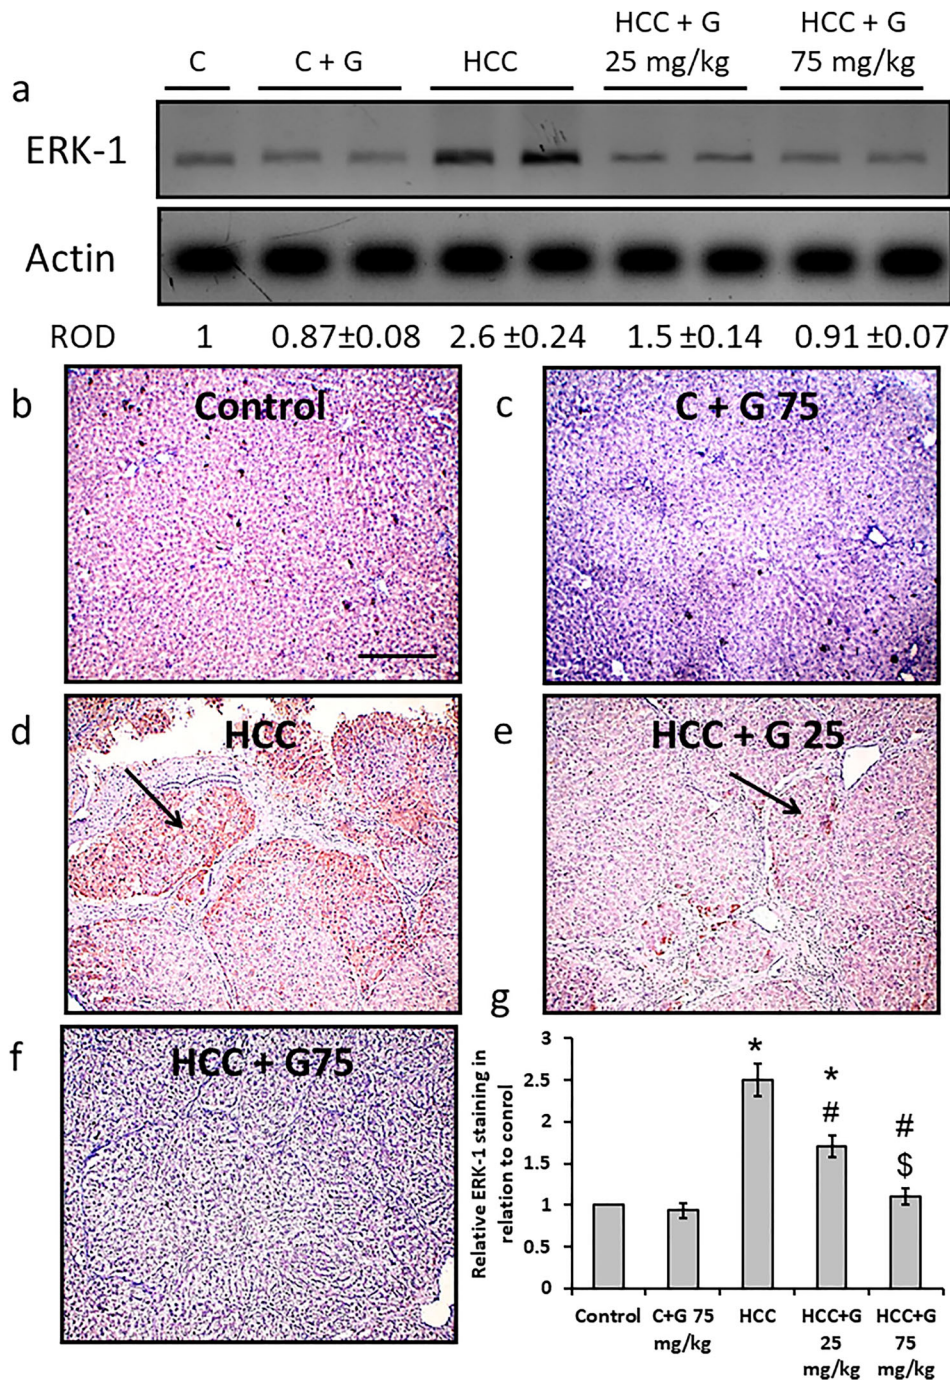 HCC + G HCC + G
C C + G HCC 25 mg/kg 75 mg/kg
a
ERK-1
Actin
ROD 1 0.87±0.08 2.6 ±0.24 1.5 ±0.14 0.91 ±0.07
b Control
c C + G 75
d HCC
e HCC + G 25
f HCC + G75
g
Relative ERK-1 staining in
relation to conrol
3
2.5
2
1.5
1
0.5
0
*
*
#
#
$
Control C+G 75 HCC HCC+G HCC+G
mg/kg 25 75
mg/kg mg/kg